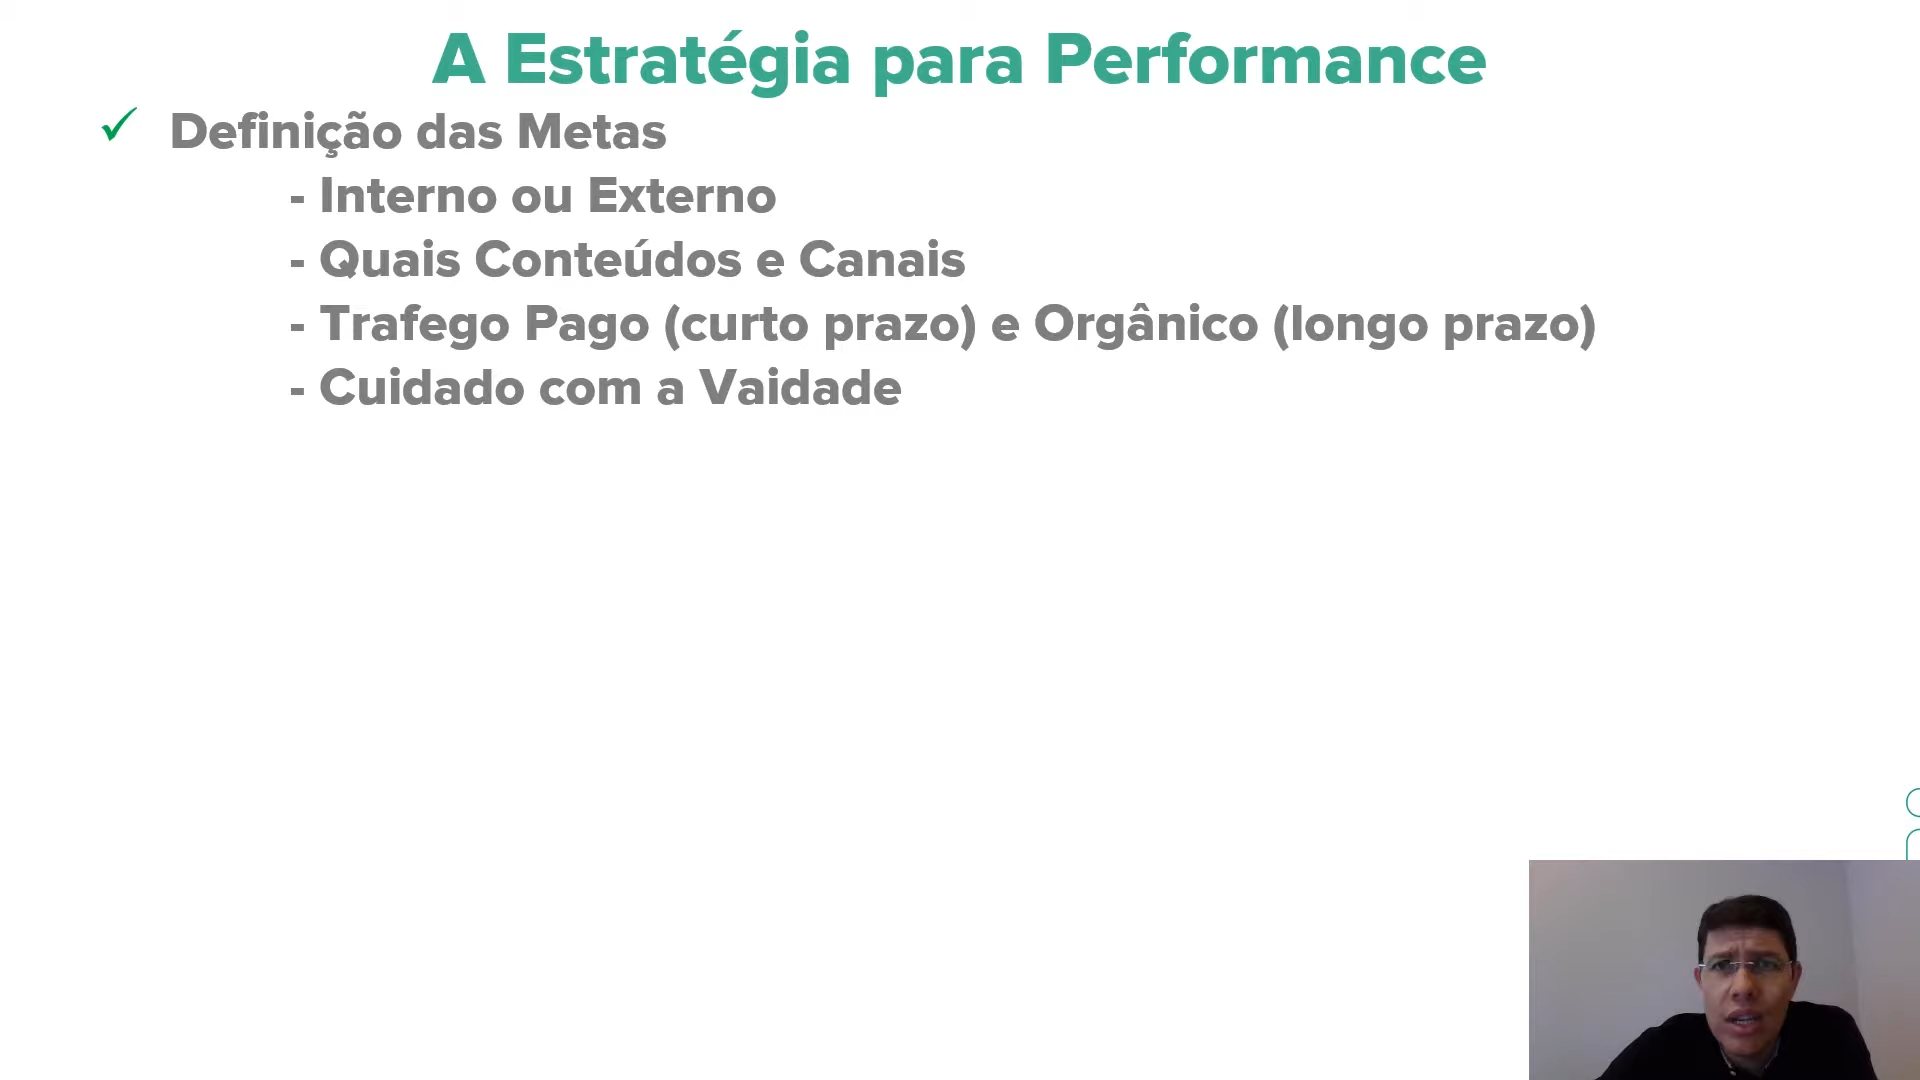 A Estratégia para Performance
✓ Definição das Metas
- Interno ou Externo
- Quais Conteúdos e Canais
- Trafego Pago (curto prazo) e Orgânico (longo prazo)
- Cuidado com a Vaidade